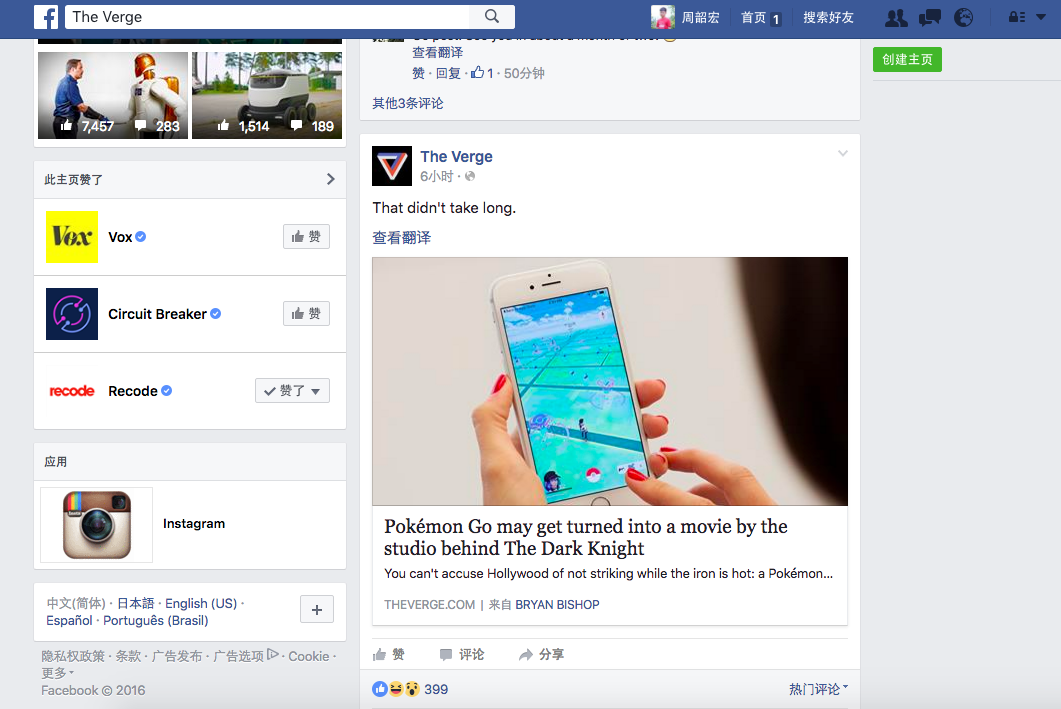 The Verge
周韶宏
首页 1
搜索好友
7,457 283
1,514 189
此主页赞了
Vox
Vox
赞
Circuit Breaker
赞
recode
Recode
赞了
应用
Instagram
中文(简体) · 日本語 · English (US) ·
Español · Português (Brasil)
+
隐私权政策 · 条款 · 广告发布 · 广告选项 · Cookie ·
更多
Facebook © 2016
查看翻译
赞 · 回复 · 1 · 50分钟
其他3条评论
The Verge
6小时 ·
That didn't take long.
查看翻译
Pokémon Go may get turned into a movie by the
studio behind The Dark Knight
You can't accuse Hollywood of not striking while the iron is hot: a Pokémon...
THEVERGE.COM | 来自 BRYAN BISHOP
赞 评论 分享
399 热门评论
创建主页